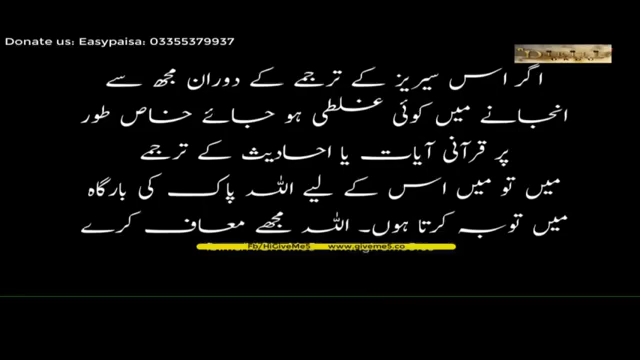 Donate us: Easypaisa: 03355379937
اگر اس سیریز کے ترجمے کے دوران مجھ سے
انجانے میں کوئی غلطی ہو جائے خاص طور
پر قرآنی آیات یا احادیث کے ترجمے
میں تو میں اس کے لیے اللہ پاک کی بارگاہ
میں توبہ کرتا ہوں۔ اللہ مجھے معاف کرے
Fb/HiGiveMe5 www.giveme5.co